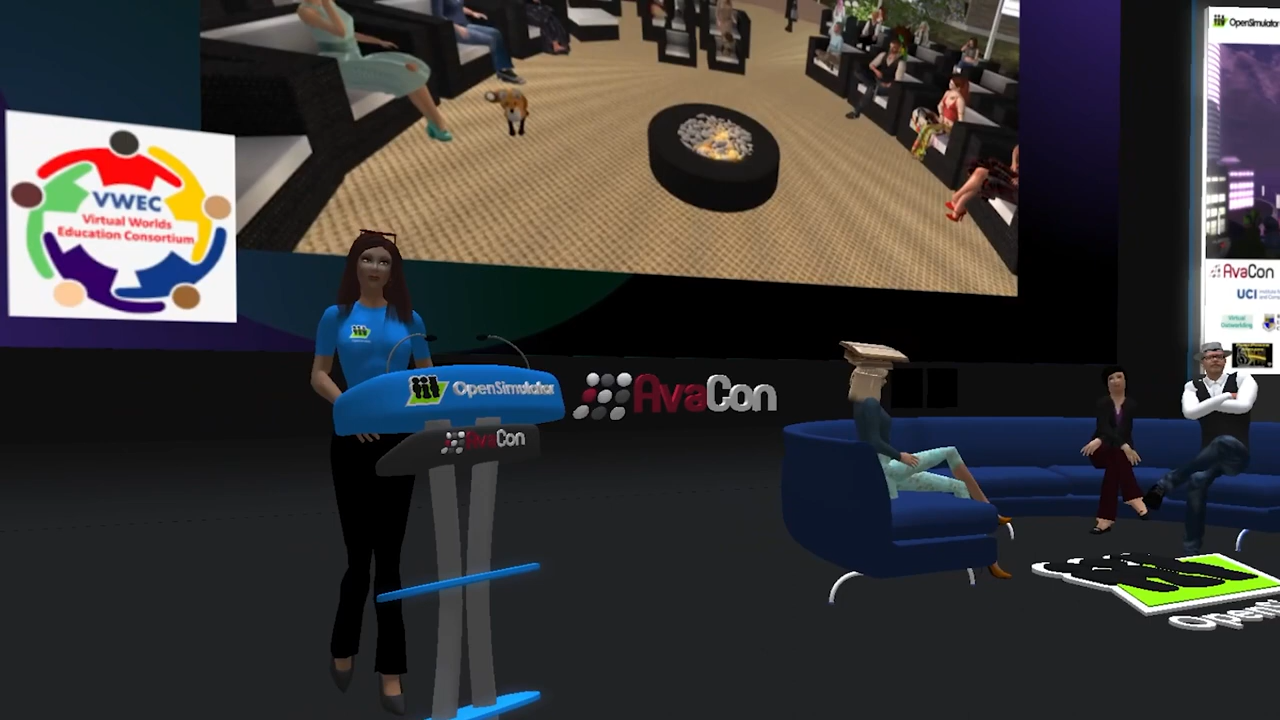 OpenSimulator
VWEC
Virtual Worlds
Education Consortium
AvaCon
UCI
OpenSimulator
AvaCon
AvaCon